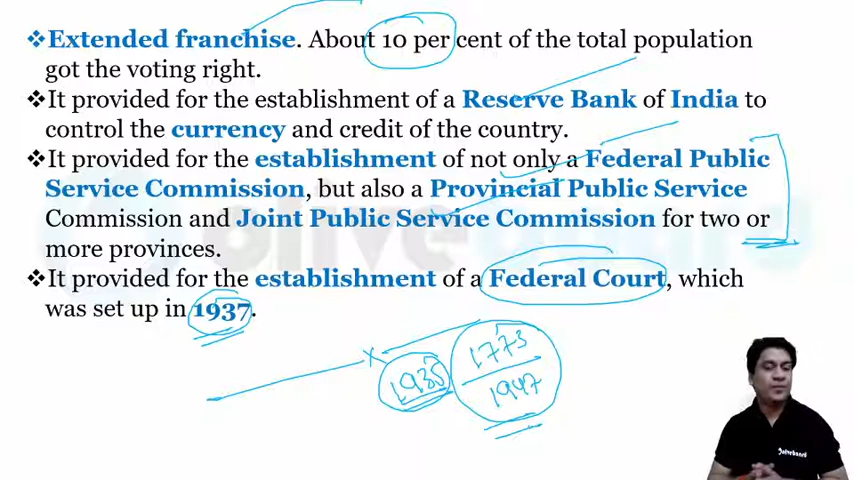 ❖Extended franchise. About 10 per cent of the total population
got the voting right.
❖It provided for the establishment of a Reserve Bank of India to
control the currency and credit of the country.
❖It provided for the establishment of not only a Federal Public
Service Commission, but also a Provincial Public Service
Commission and Joint Public Service Commission for two or
more provinces.
❖It provided for the establishment of a Federal Court, which
was set up in 1937.
1773
1935
1947
oliveboard
oliveboard